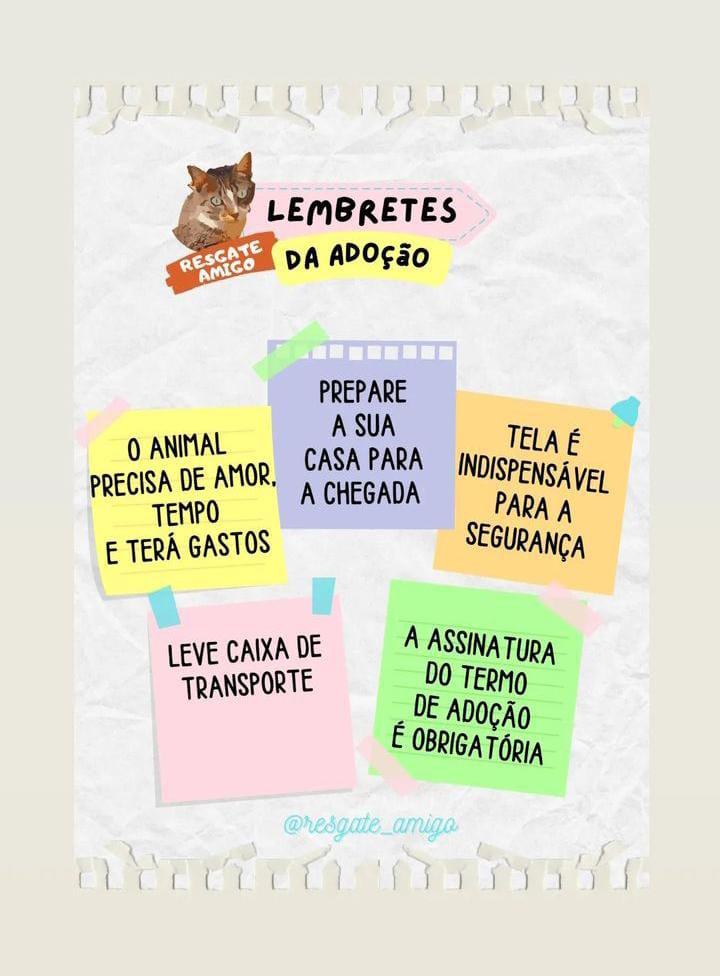 LEMBRETES
DA ADOÇÃO
RESGATE
AMIGO
PREPARE
A SUA
CASA PARA
A CHEGADA
O ANIMAL
PRECISA DE AMOR,
TEMPO
E TERÁ GASTOS
TELA É
INDISPENSÁVEL
PARA A
SEGURANÇA
LEVE CAIXA DE
TRANSPORTE
A ASSINATURA
DO TERMO
DE ADOÇÃO
É OBRIGATÓRIA
@resgate_amigo